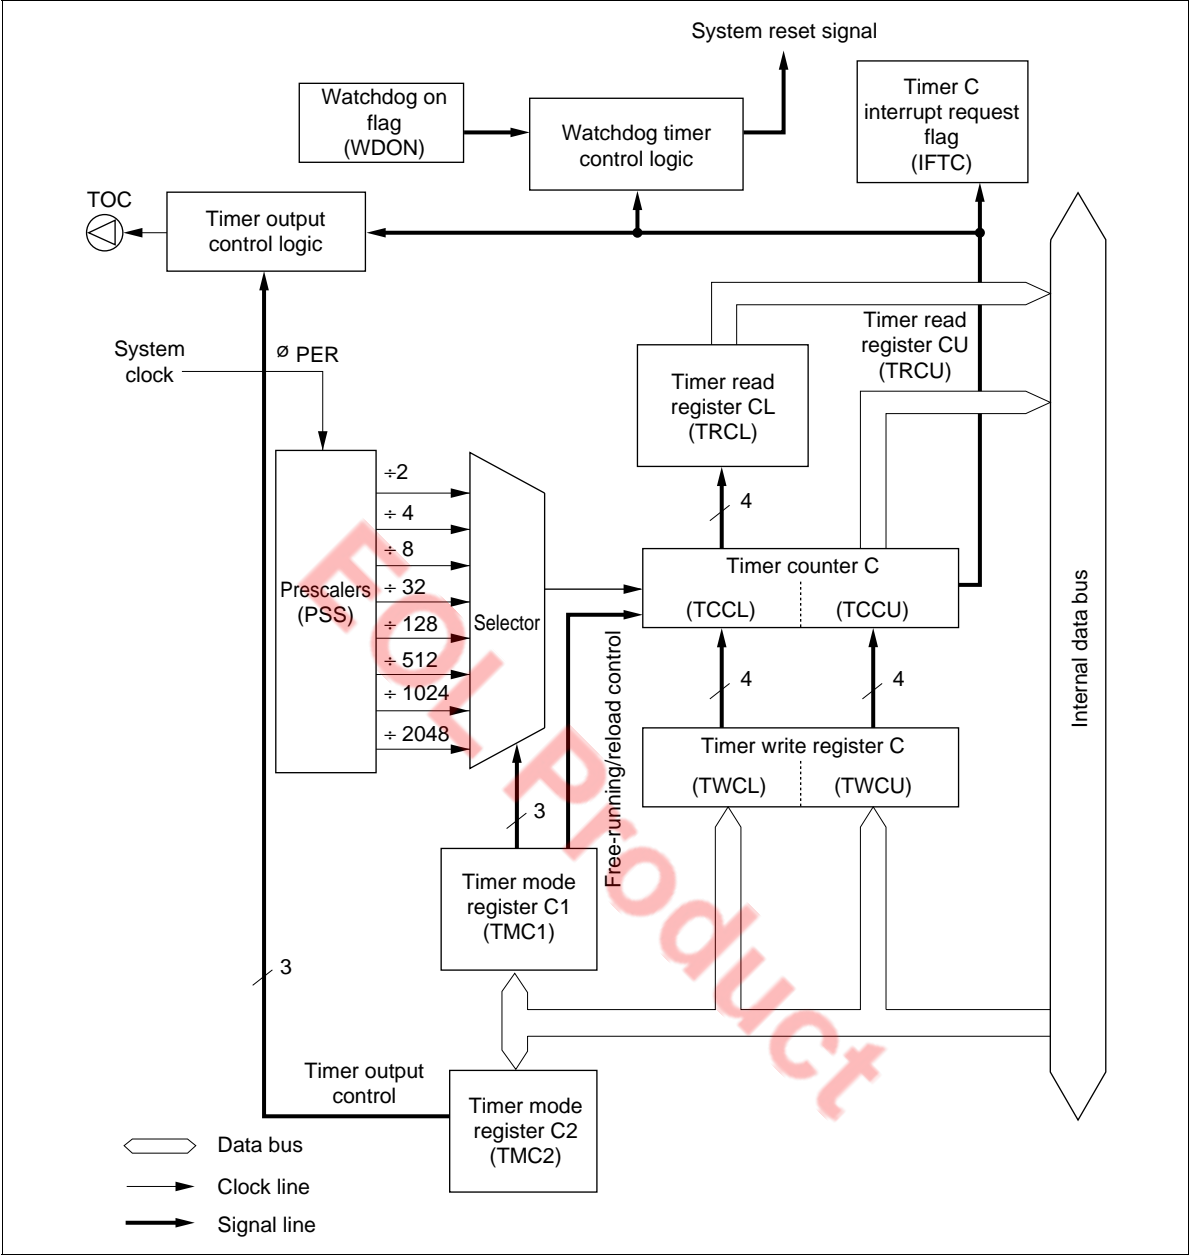 System reset signal
Watchdog on
flag
(WDON)
Watchdog timer
control logic
Timer C
interrupt request
flag
(IFTC)
TOC
Timer output
control logic
System
clock
ø PER
Timer read
register CU
(TRCU)
Timer read
register CL
(TRCL)
4
Prescalers
(PSS)
÷2
÷ 4
÷ 8
÷ 32
÷ 128
÷ 512
÷ 1024
÷ 2048
Selector
Timer counter C
(TCCL)
(TCCU)
Free-running/reload control
4
4
Timer write register C
(TWCL)
(TWCU)
Internal data bus
3
Timer mode
register C1
(TMC1)
3
Timer output
control
Timer mode
register C2
(TMC2)
Data bus
Clock line
Signal line
EOL Product